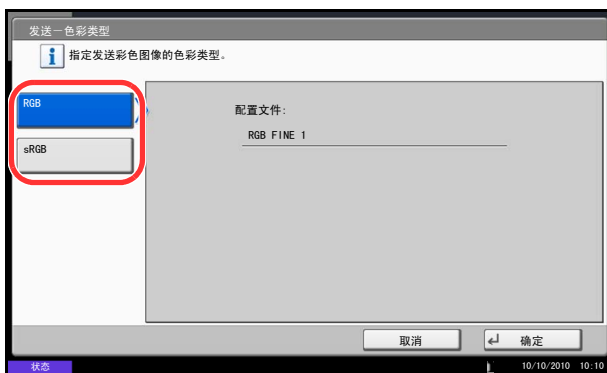 发送－色彩类型
指定发送彩色图像的色彩类型。
RGB
配置文件:
RGB FINE 1
sRGB
取消
确定
状态
10/10/2010 10:10